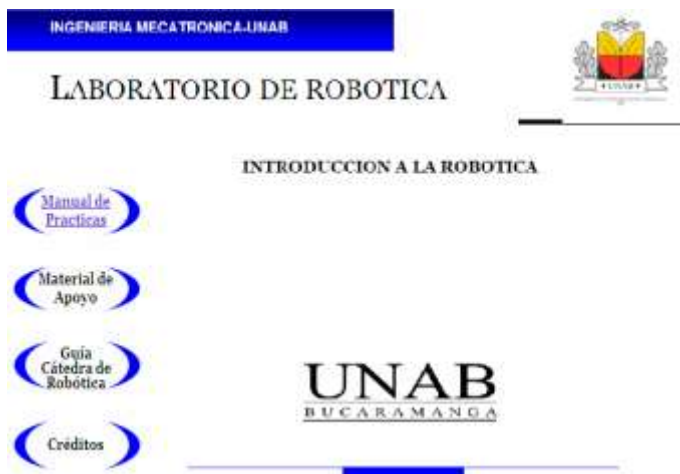 INGENIERIA MECATRONICA-UNAB
LABORATORIO DE ROBOTICA
UNAB
INTRODUCCION A LA ROBOTICA
Manual de
Practicas
Material de
Apoyo
Guía
Cátedra de
Robótica
Créditos
UNAB
BUCARAMANGA